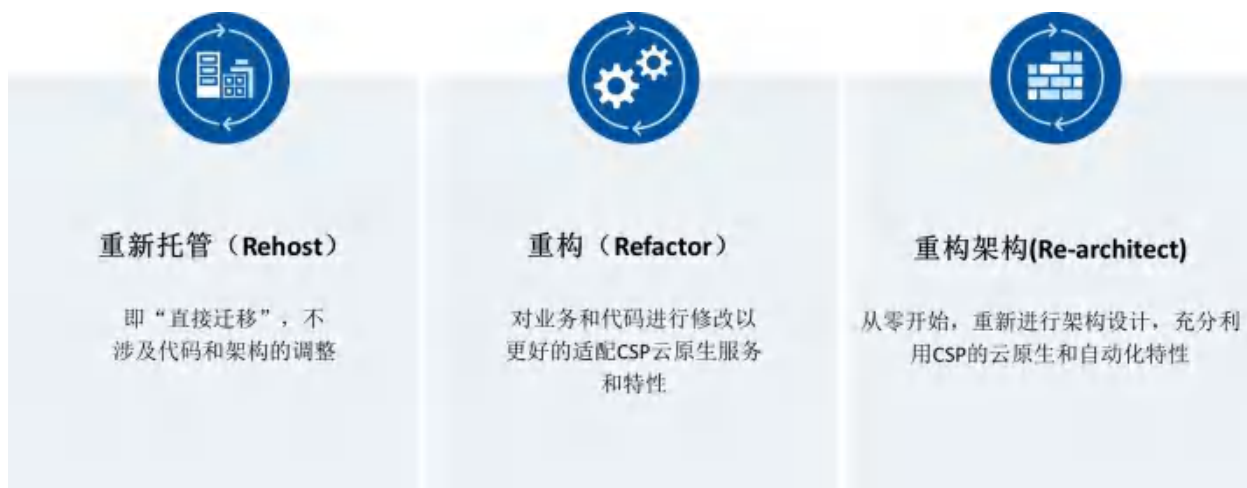 重新托管（Rehost）
即“直接迁移”，不
涉及代码和架构的调整
重构（Refactor）
对业务和代码进行修改以
更好的适配CSP云原生服务
和特性
重构架构(Re-architect)
从零开始，重新进行架构设计，充分利
用CSP的云原生和自动化特性